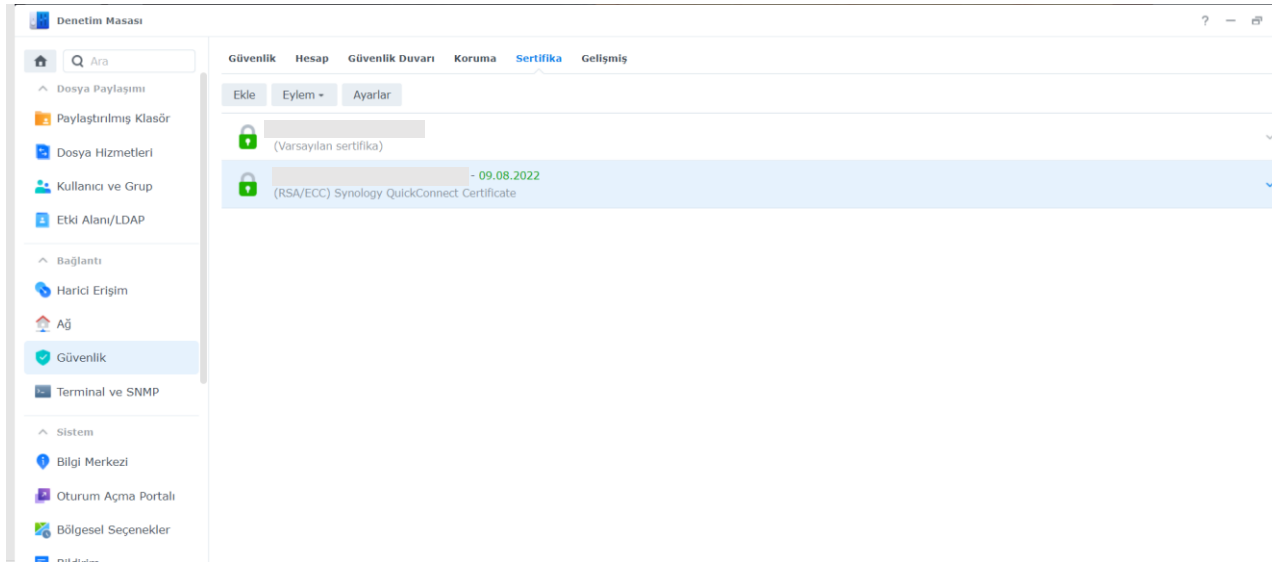 Denetim Masası
?
Ara
Dosya Paylaşımı
Paylaştırılmış Klasör
Dosya Hizmetleri
Kullanıcı ve Grup
Etki Alanı/LDAP
Bağlantı
Harici Erişim
Ağ
Güvenlik
Terminal ve SNMP
Sistem
Bilgi Merkezi
Oturum Açma Portalı
Bölgesel Seçenekler
Güvenlik Hesap Güvenlik Duvarı Koruma Sertifika Gelişmiş
Ekle Eylem Ayarlar
(Varsayılan sertifika)
- 09.08.2022
(RSA/ECC) Synology QuickConnect Certificate